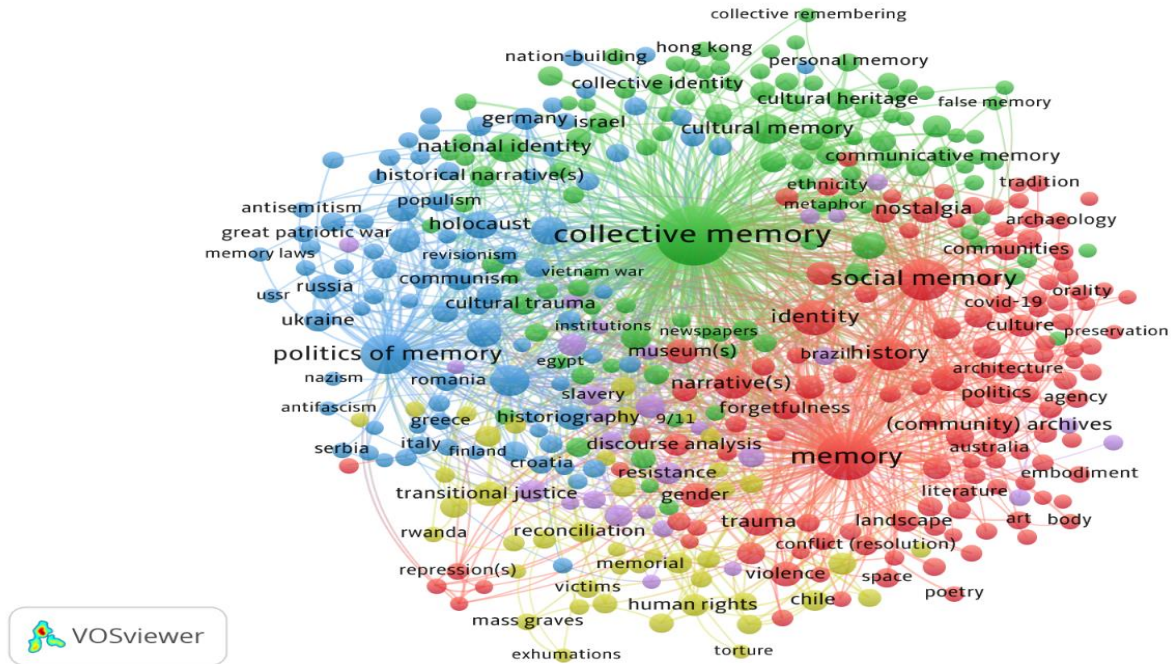 collective remembering
hong kong
nation-building
personal memory
collective identity
cultural heritage
false memory
germany
israel
cultural memory
national identity
communicative memory
historical narrative(s)
ethnicity
tradition
populism
metaphor
nostalgia
antisemitism
archaeology
holocaust
great patriotic war
collective memory
communities
memory laws
revisionism
vietnam war
social memory
communism
russia
orality
ussr
cultural trauma
covid-19
identity
ukraine
institutions
newspapers
culture
preservation
politics of memory
museum(s)
brazil
history
egypt
architecture
nazism
romania
narrative(s)
politics
agency
slavery
antifascism
forgetfulness
greece
historiography
9/11
(community) archives
serbia
italy
finland
discourse analysis
australia
croatia
memory
resistance
embodiment
transitional justice
gender
literature
trauma
landscape
art
body
rwanda
reconciliation
conflict (resolution)
memorial
repression(s)
victims
violence
space
human rights
chile
poetry
mass graves
exhumations
torture
VOSviewer